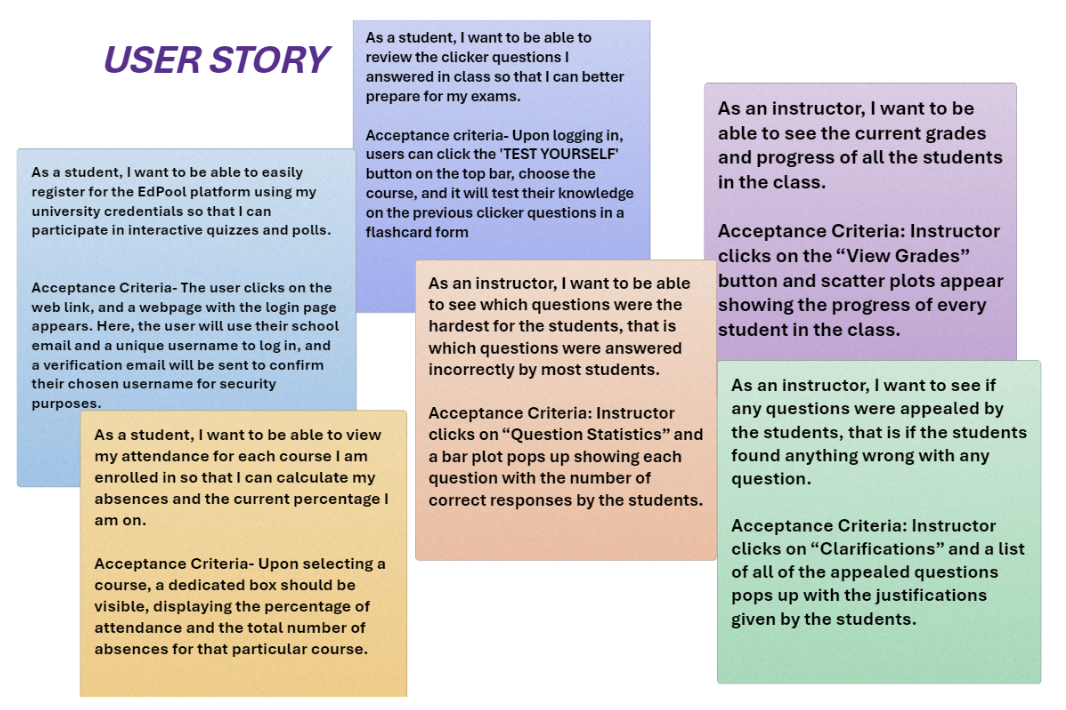 USER STORY
As a student, I want to be able to
review the clicker questions I
answered in class so that I can better
prepare for my exams.
Acceptance criteria- Upon logging in,
users can click the 'TEST YOURSELF'
button on the top bar, choose the
course, and it will test their knowledge
on the previous clicker questions in a
flashcard form
As an instructor, I want to be
able to see the current grades
and progress of all the students
in the class.
Acceptance Criteria: Instructor
clicks on the “View Grades”
button and scatter plots appear
showing the progress of every
student in the class.
As a student, I want to be able to easily
register for the EdPool platform using my
university credentials so that I can
participate in interactive quizzes and polls.
Acceptance Criteria- The user clicks on the
web link, and a webpage with the login page
appears. Here, the user will use their school
email and a unique username to log in, and
a verification email will be sent to confirm
their chosen username for security
purposes.
As an instructor, I want to be able
to see which questions were the
hardest for the students, that is
which questions were answered
incorrectly by most students.
Acceptance Criteria: Instructor
clicks on “Question Statistics” and
a bar plot pops up showing each
question with the number of
correct responses by the students.
As an instructor, I want to see if
any questions were appealed by
the students, that is if the students
found anything wrong with any
question.
Acceptance Criteria: Instructor
clicks on “Clarifications” and a list
of all of the appealed questions
pops up with the justifications
given by the students.
As a student, I want to be able to view
my attendance for each course I am
enrolled in so that I can calculate my
absences and the current percentage I
am on.
Acceptance Criteria- Upon selecting a
course, a dedicated box should be
visible, displaying the percentage of
attendance and the total number of
absences for that particular course.